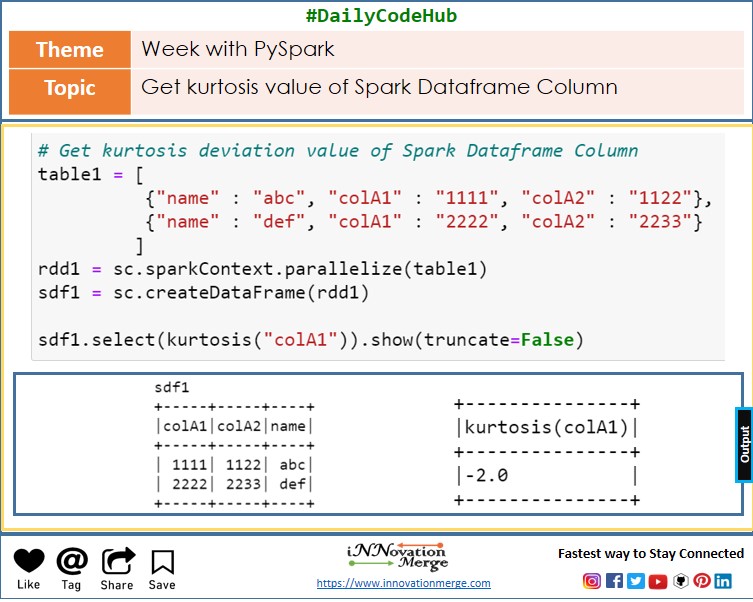 #DailyCodeHub
Theme
Week with PySpark
Topic
Get kurtosis value of Spark Dataframe Column
# Get kurtosis deviation value of Spark Dataframe Column
table1 = [
{"name" : "abc", "colA1" : "1111", "colA2" : "1122"},
{"name" : "def", "colA1" : "2222", "colA2" : "2233"}
]
rdd1 = sc.sparkContext.parallelize(table1)
sdf1 = sc.createDataFrame(rdd1)
sdf1.select(kurtosis("colA1")).show(truncate=False)
sdf1
+-----+-----+----+
|colA1|colA2|name|
+-----+-----+----+
| 1111| 1122| abc|
| 2222| 2233| def|
+-----+-----+----+
+---------------+
|kurtosis(colA1)|
+---------------+
|-2.0           |
+---------------+
Output
Like
Tag
Share
Save
iNNovation
Merge
https://www.innovationmerge.com
Fastest way to Stay Connected